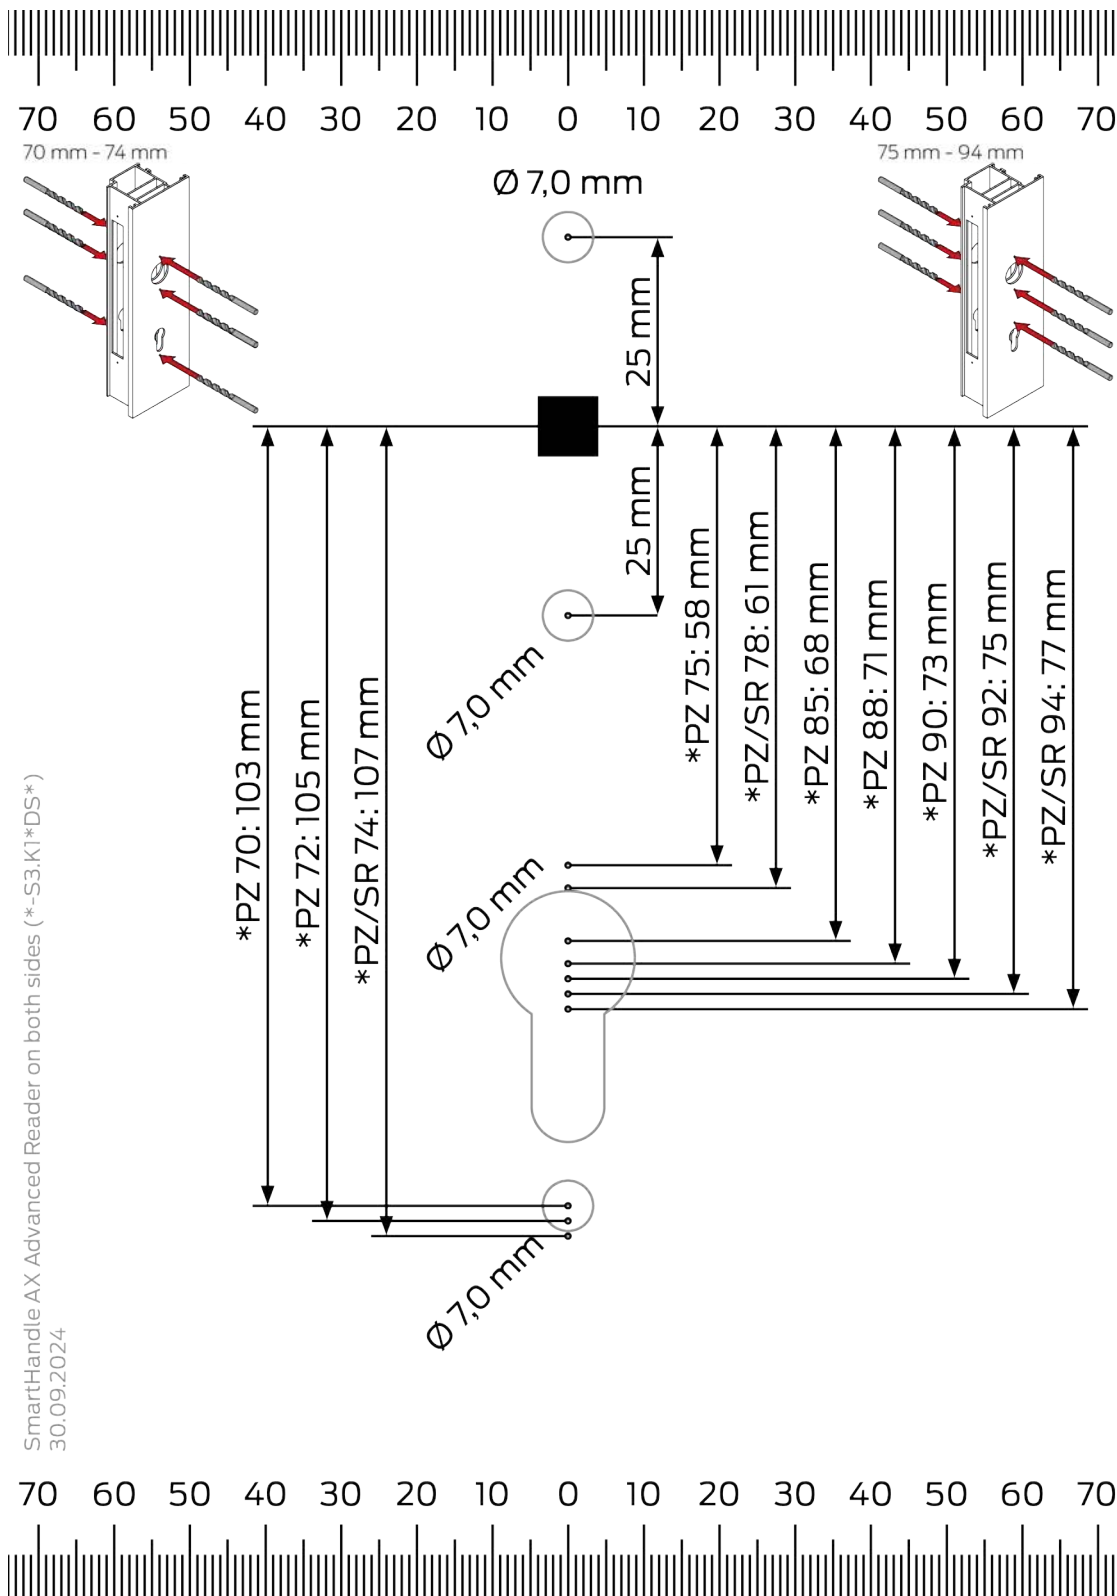 70 60 50 40 30 20 10 0 10 20 30 40 50 60 70
70 mm - 74 mm
75 mm - 94 mm
Ø 7,0 mm
25 mm
25 mm
Ø 7,0 mm
*PZ 70: 103 mm
*PZ 72: 105 mm
*PZ/SR 74: 107 mm
*PZ 75: 58 mm
*PZ/SR 78: 61 mm
*PZ 85: 68 mm
*PZ 88: 71 mm
*PZ 90: 73 mm
*PZ/SR 92: 75 mm
*PZ/SR 94: 77 mm
Ø 7,0 mm
Ø 7,0 mm
SmartHandle AX Advanced Reader on both sides (*-S3.K1*DS*)
30.09.2024
70 60 50 40 30 20 10 0 10 20 30 40 50 60 70